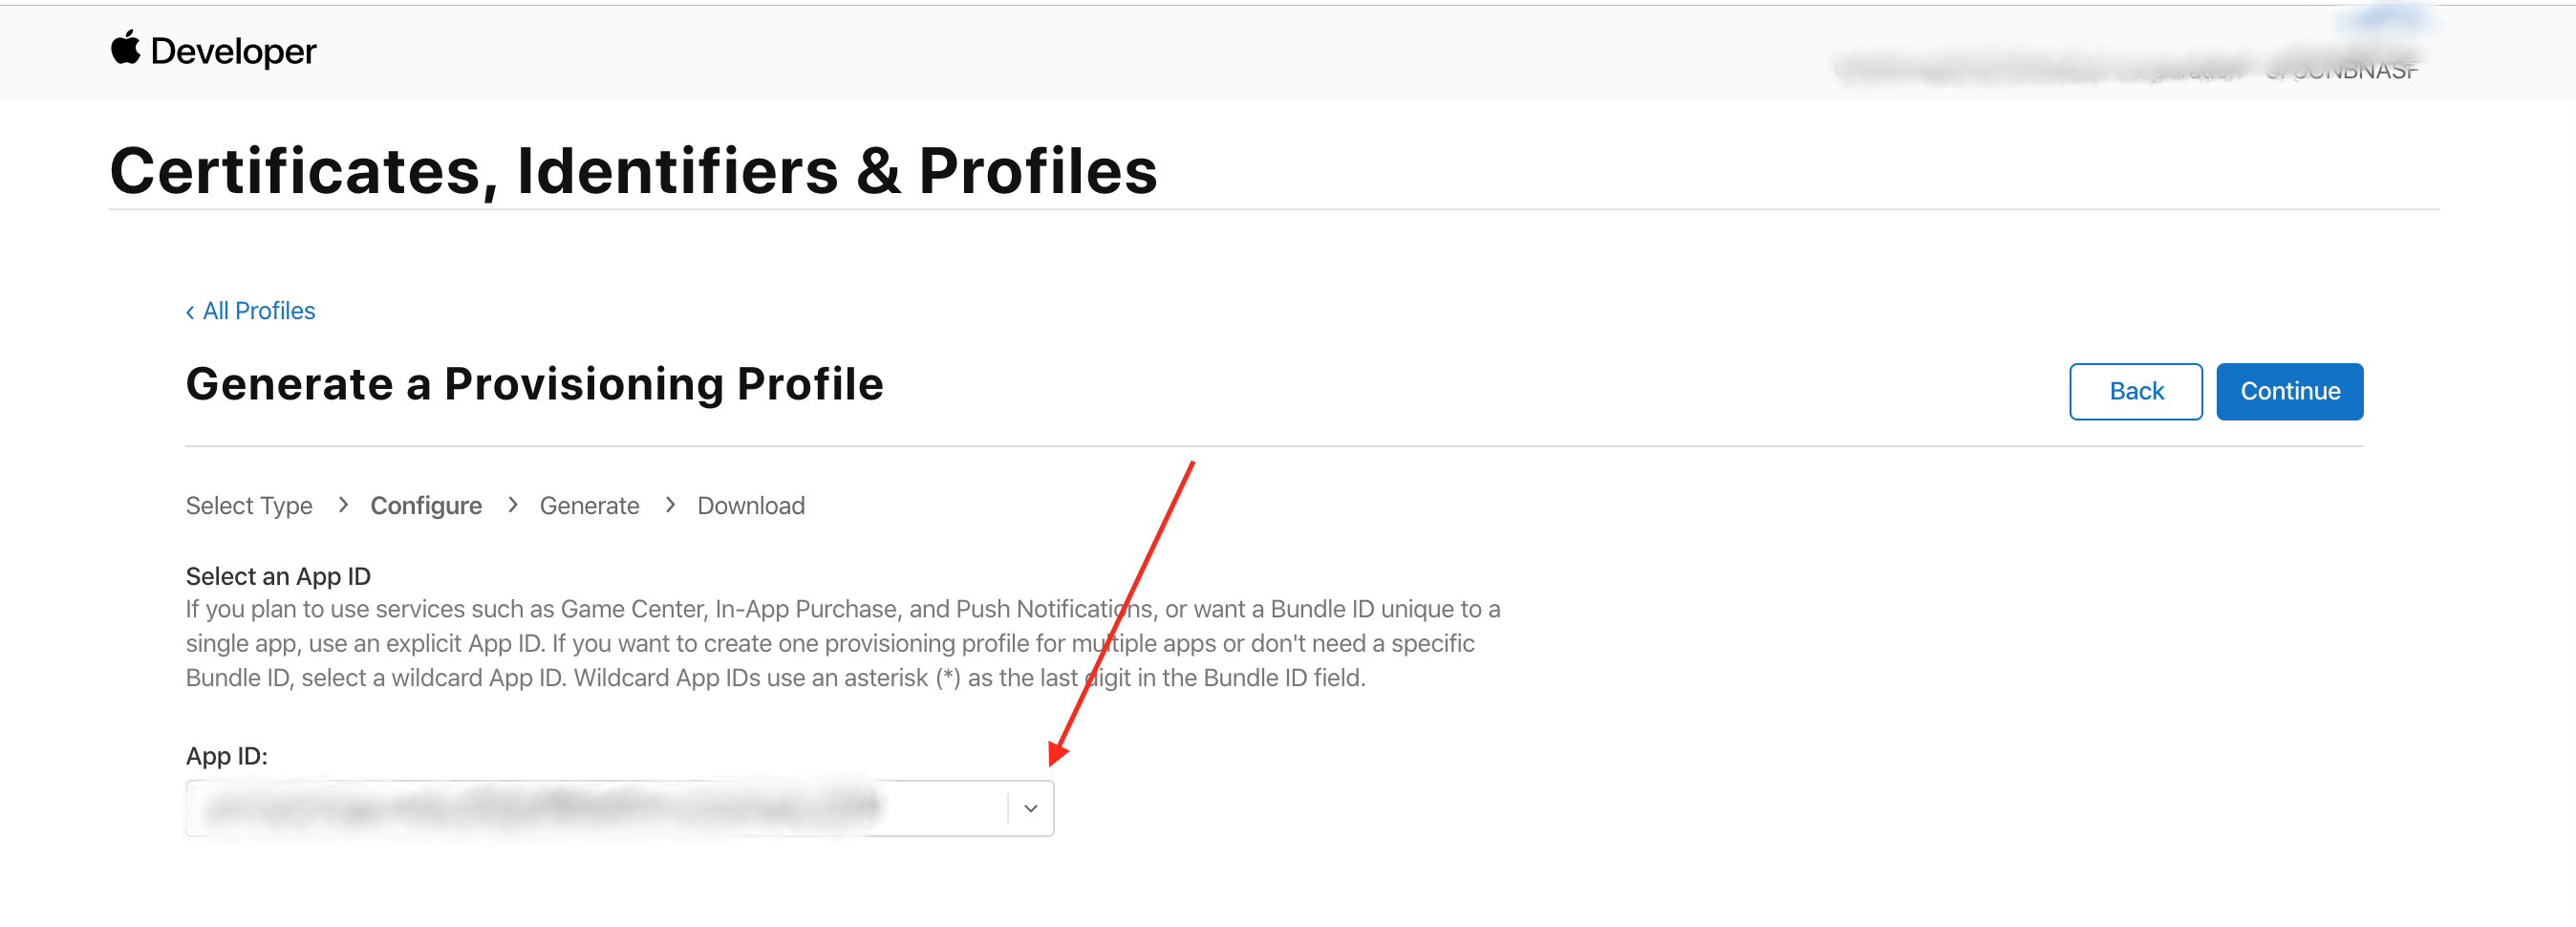 Developer
Certificates, Identifiers & Profiles
‹ All Profiles
Generate a Provisioning Profile
Back
Continue
Select Type > Configure > Generate > Download
Select an App ID
If you plan to use services such as Game Center, In-App Purchase, and Push Notifications, or want a Bundle ID unique to a
single app, use an explicit App ID. If you want to create one provisioning profile for multiple apps or don't need a specific
Bundle ID, select a wildcard App ID. Wildcard App IDs use an asterisk (*) as the last digit in the Bundle ID field.
App ID: